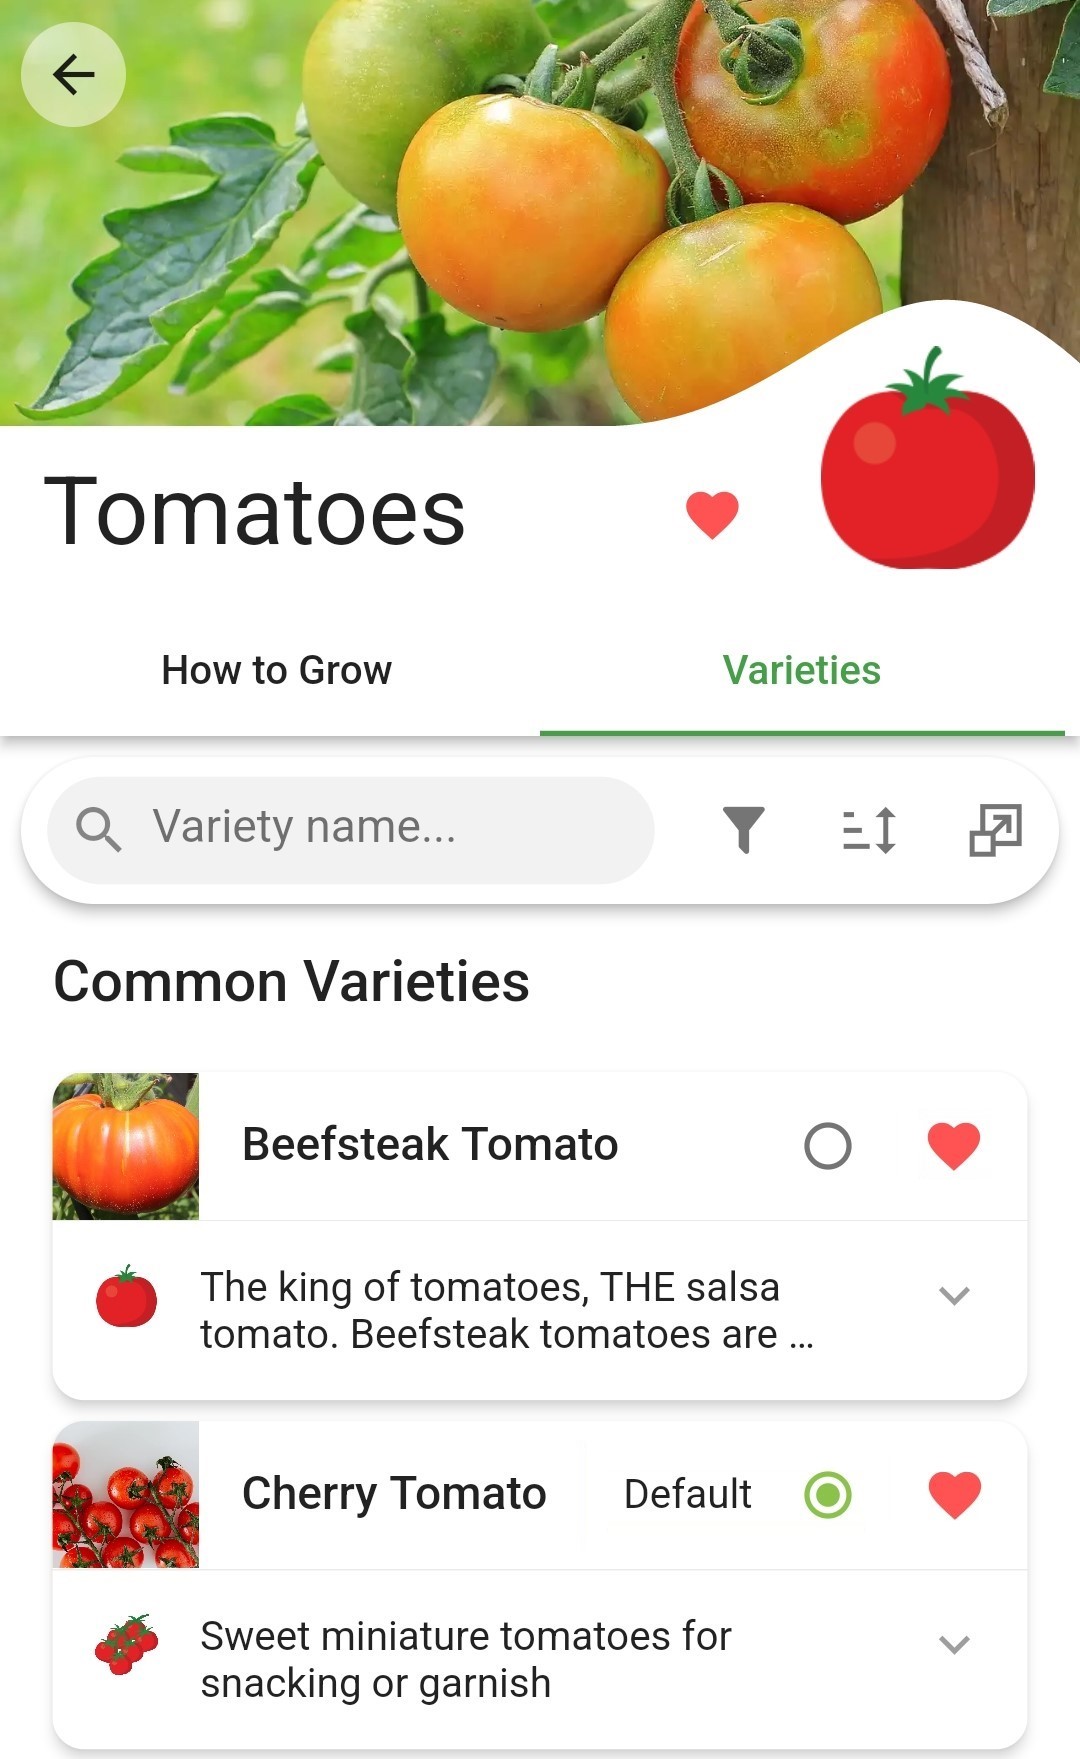 Tomatoes
How to Grow
Varieties
Variety name...
Common Varieties
Beefsteak Tomato
The king of tomatoes, THE salsa
tomato. Beefsteak tomatoes are ...
Cherry Tomato
Default
Sweet miniature tomatoes for
snacking or garnish